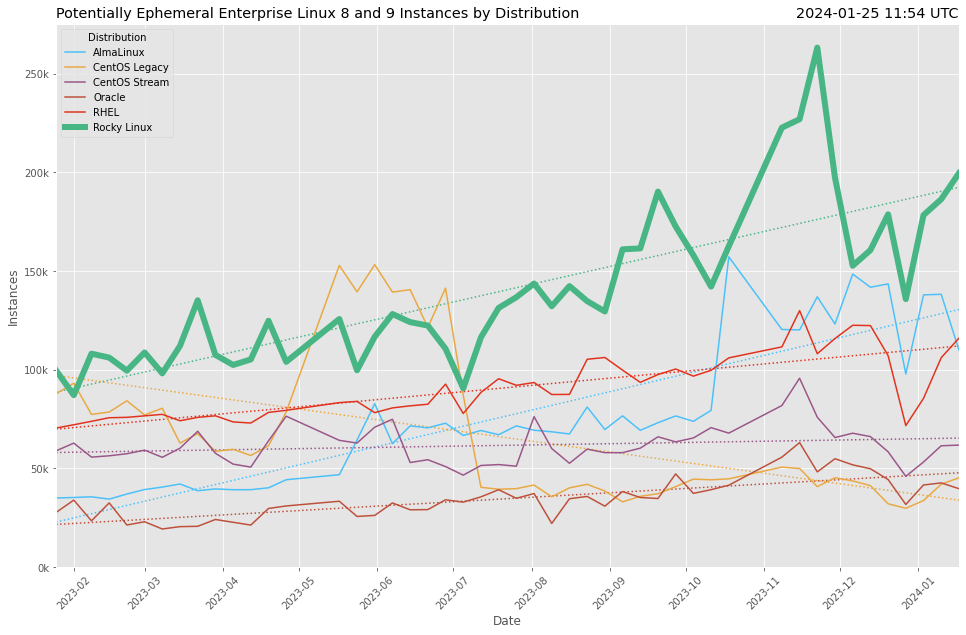 Potentially Ephemeral Enterprise Linux 8 and 9 Instances by Distribution
2024-01-25 11:54 UTC
Distribution
AlmaLinux
CentOS Legacy
CentOS Stream
Oracle
RHEL
Rocky Linux
250k
200k
150k
100k
50k
0k
Instances
2023-02
2023-03
2023-04
2023-05
2023-06
2023-07
2023-08
2023-09
2023-10
2023-11
2023-12
2024-01
Date